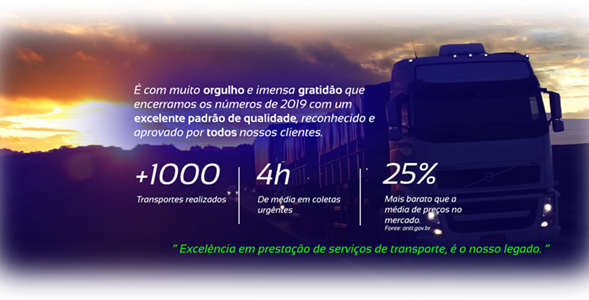 É com muito orgulho e imensa gratidão que
encerramos os números de 2019 com um
excelente padrão de qualidade, reconhecido e
aprovado por todos nossos clientes.
+1000
Transportes realizados
4h
De média em coletas
urgêntes
25%
Mais barato que a
média de preços no
mercado.
Fonte: antt.gov.br
“ Excelência em prestação de serviços de transporte, é o nosso legado. ”